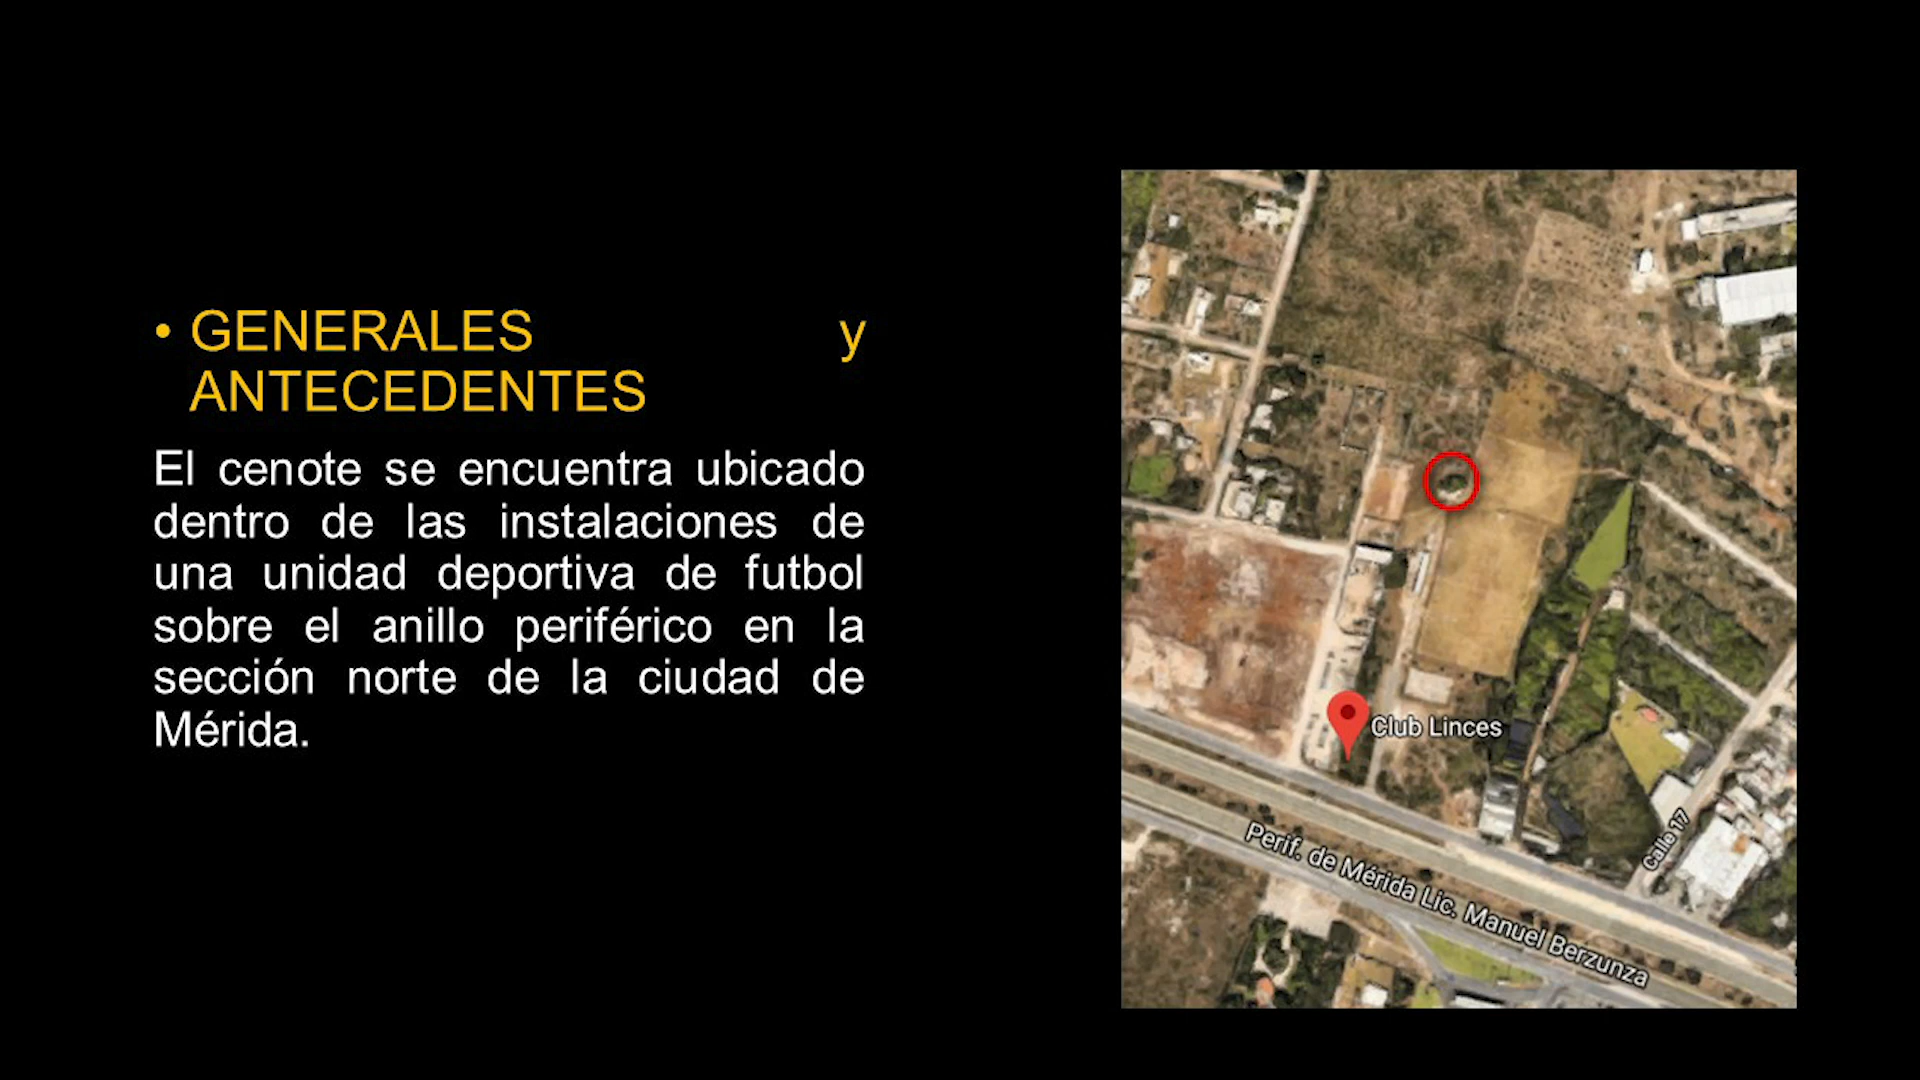 • GENERALES y
ANTECEDENTES
El cenote se encuentra ubicado
dentro de las instalaciones de
una unidad deportiva de futbol
sobre el anillo periférico en la
sección norte de la ciudad de
Mérida.
Club Linces
Calle 17
Perif. de Mérida Lic. Manuel Berzunza